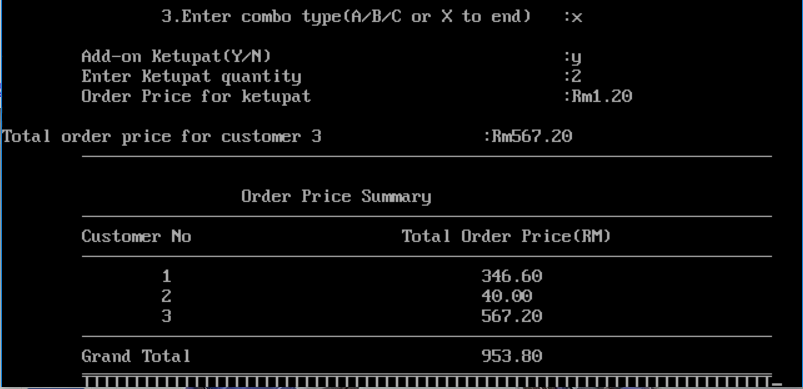 3.Enter combo type(A/B/C or X to end) :x
Add-on Ketupat(Y/N) :y
Enter Ketupat quantity :2
Order Price for ketupat :Rm1.20
Total order price for customer 3 :Rm567.20
Order Price Summary
Customer No Total Order Price(RM)
1 346.60
2 40.00
3 567.20
Grand Total 953.80